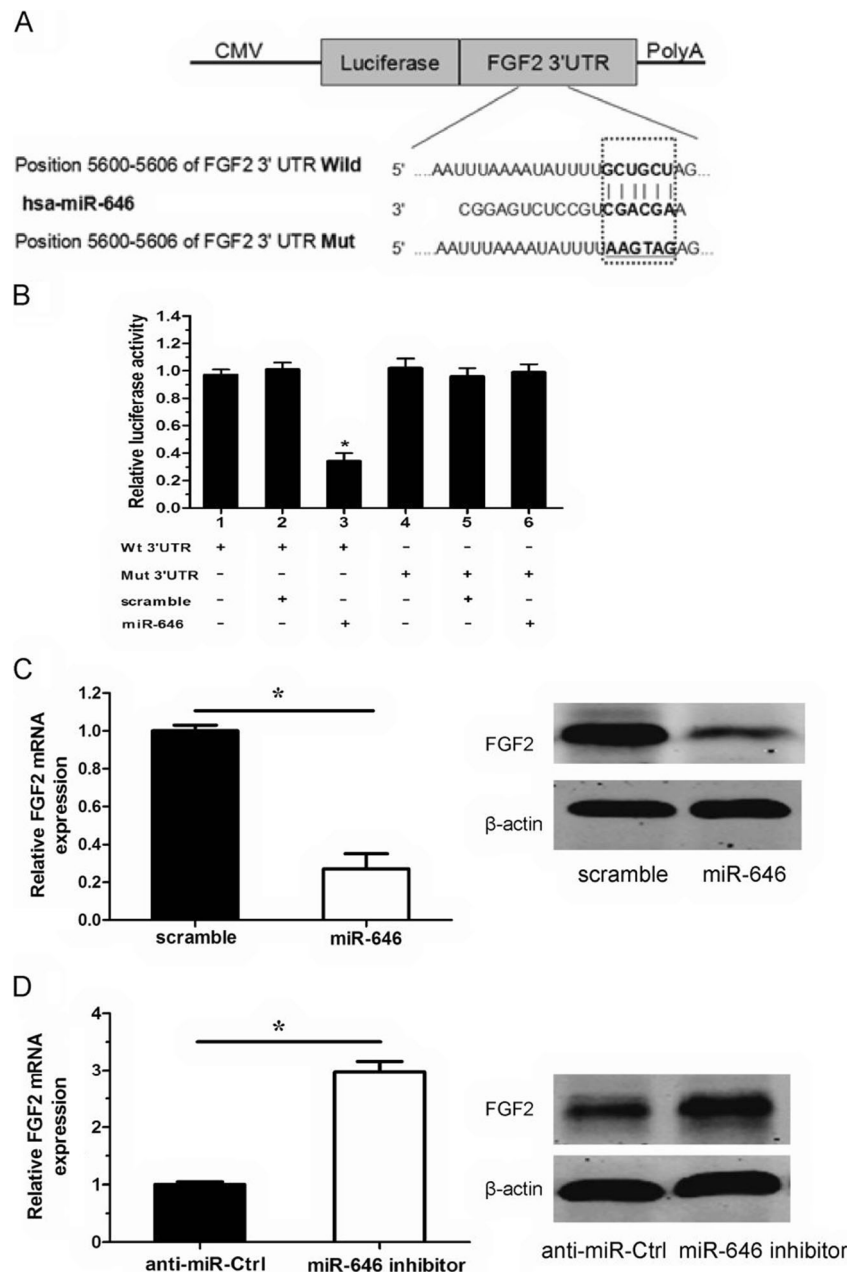 A
CMV
Luciferase
FGF2 3'UTR
PolyA
Position 5600-5606 of FGF2 3' UTR Wild 5' ....AAUUUAAAAUAUUUUGCUGCUAG...
hsa-miR-646 3' CGGAGUCUCCGUCGACGAA
Position 5600-5606 of FGF2 3' UTR Mut 5' .....AAUUUAAAAUAUUUUAAGTAGAG...
B
Relative luciferase activity
1.4
1.2
1.0
0.8
0.6
0.4
0.2
0.0
*
1 2 3 4 5 6
Wt 3'UTR + + + - - -
Mut 3'UTR - - - + + +
scramble - + - - + -
miR-646 - - + - - +
C
Relative FGF2 mRNA
expression
1.2
1.0
0.8
0.6
0.4
0.2
0.0
*
scramble miR-646
FGF2
β-actin
scramble miR-646
D
Relative FGF2 mRNA
expression
4
3
2
1
0
*
anti-miR-Ctrl miR-646 inhibitor
FGF2
β-actin
anti-miR-Ctrl miR-646 inhibitor